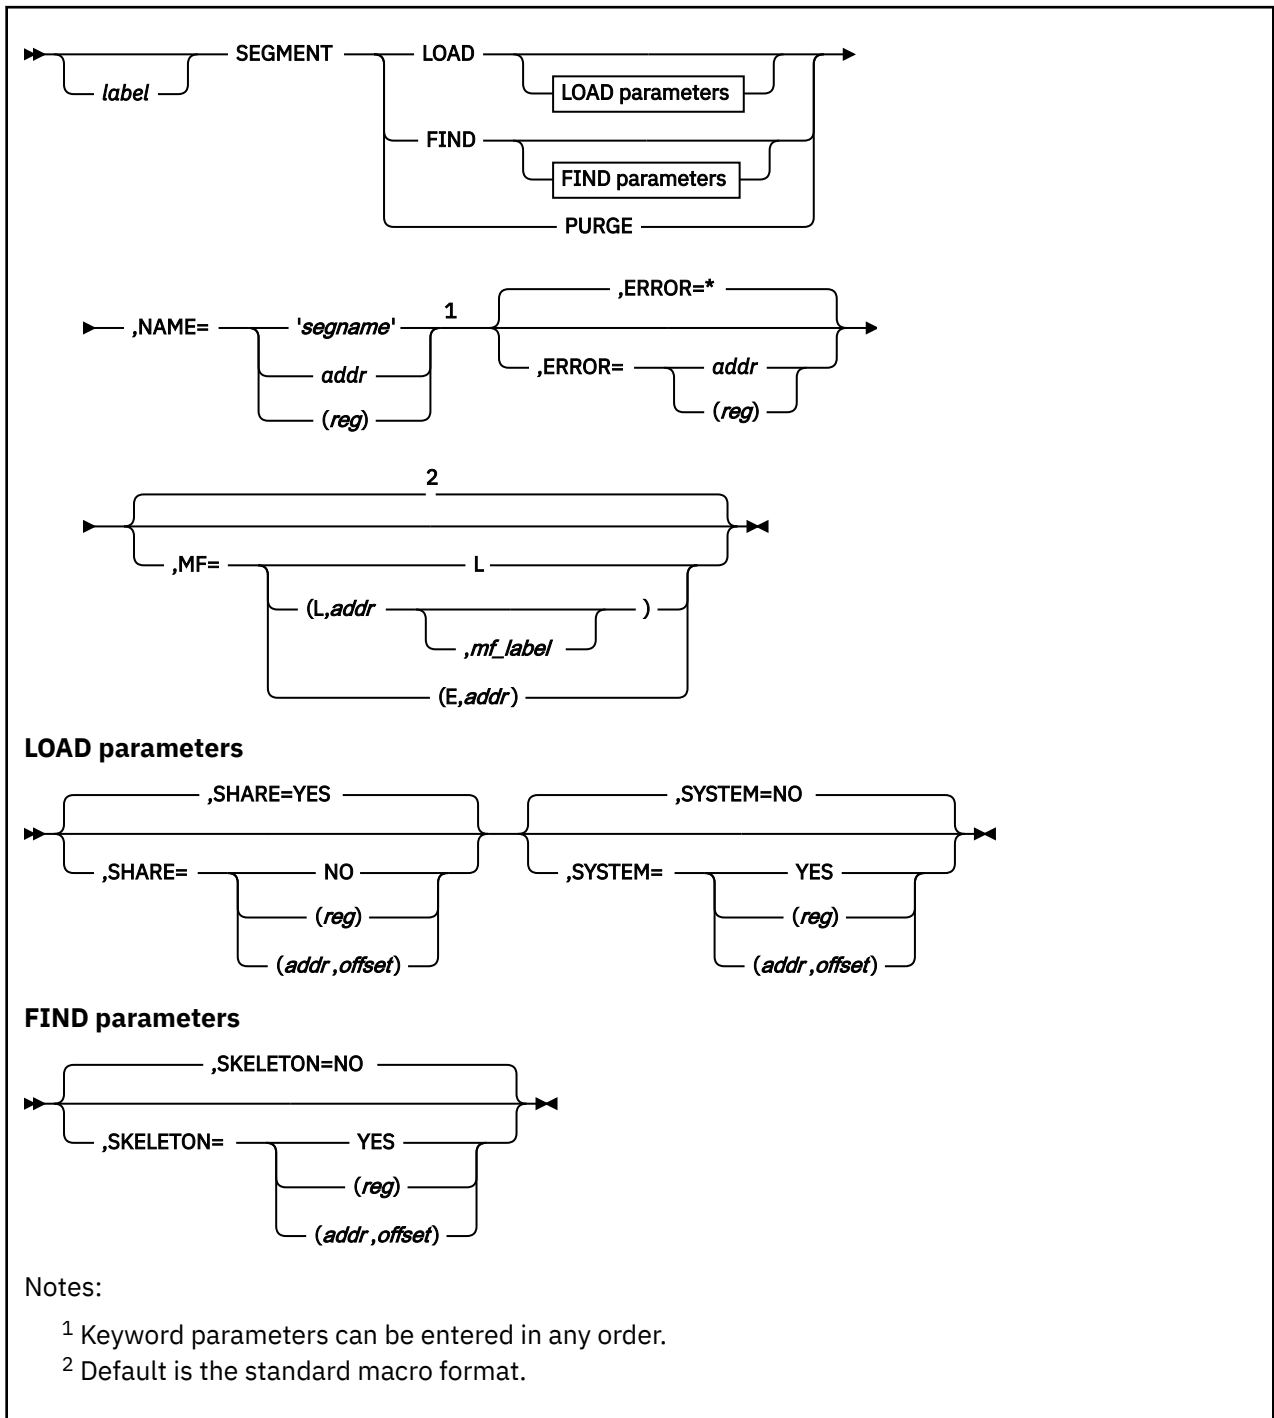 SEGMENT LOAD
label
LOAD parameters
FIND
FIND parameters
PURGE
,ERROR=*
,NAME= 'segname' 1
,ERROR= addr
addr
(reg)
(reg)
2
,MF= L
(L,addr )
,mf_label
(E,addr)
LOAD parameters
,SHARE=YES ,SYSTEM=NO
,SHARE= NO ,SYSTEM= YES
(reg) (reg)
(addr,offset) (addr,offset)
FIND parameters
,SKELETON=NO
,SKELETON= YES
(reg)
(addr,offset)
Notes:
1 Keyword parameters can be entered in any order.
2 Default is the standard macro format.